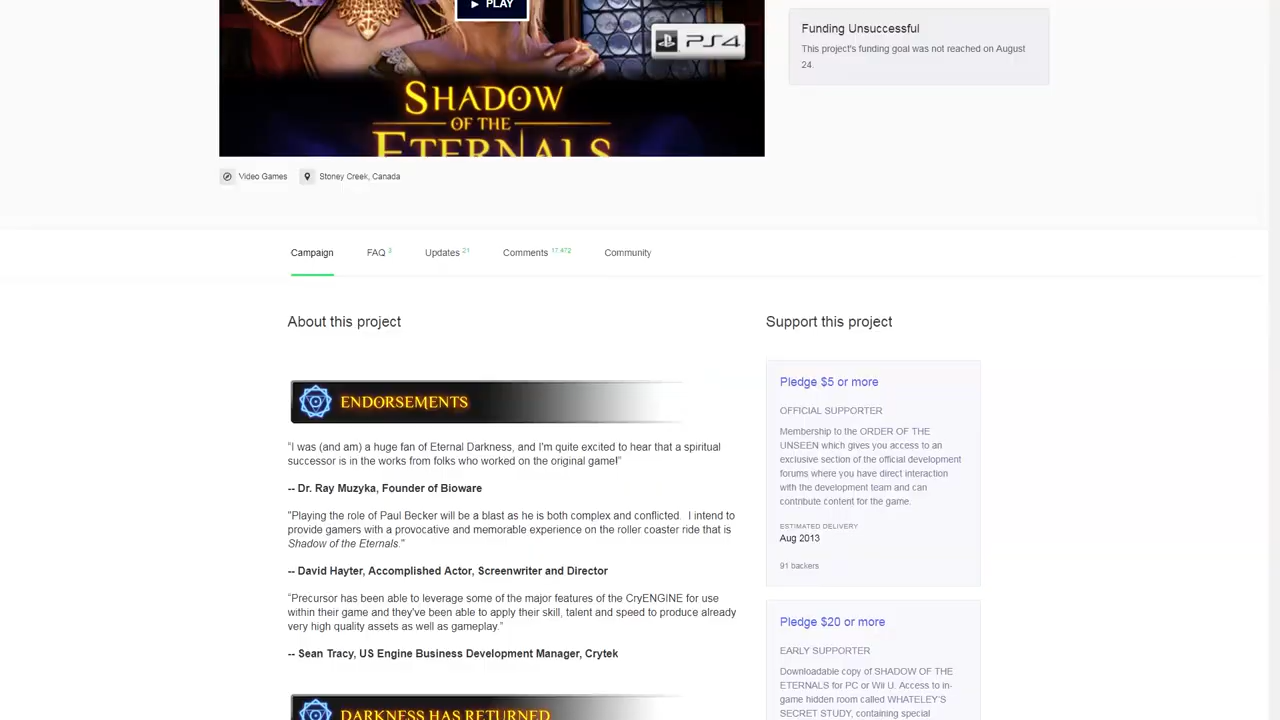 PLAY
PS4
SHADOW
OF THE
ETERNALS
Funding Unsuccessful
This project's funding goal was not reached on August
24.
Video Games
Stoney Creek, Canada
Campaign
FAQ 3
Updates 21
Comments 17,472
Community
About this project
ENDORSEMENTS
“I was (and am) a huge fan of Eternal Darkness, and I'm quite excited to hear that a spiritual
successor is in the works from folks who worked on the original game!”
-- Dr. Ray Muzyka, Founder of Bioware
"Playing the role of Paul Becker will be a blast as he is both complex and conflicted.  I intend to
provide gamers with a provocative and memorable experience on the roller coaster ride that is
Shadow of the Eternals."
-- David Hayter, Accomplished Actor, Screenwriter and Director
“Precursor has been able to leverage some of the major features of the CryENGINE for use
within their game and they've been able to apply their skill, talent and speed to produce already
very high quality assets as well as gameplay.”
-- Sean Tracy, US Engine Business Development Manager, Crytek
DARKNESS HAS RETURNED
Support this project
Pledge $5 or more
OFFICIAL SUPPORTER
Membership to the ORDER OF THE
UNSEEN which gives you access to an
exclusive section of the official development
forums where you have direct interaction
with the development team and can
contribute content for the game.
ESTIMATED DELIVERY
Aug 2013
91 backers
Pledge $20 or more
EARLY SUPPORTER
Downloadable copy of SHADOW OF THE
ETERNALS for PC or Wii U. Access to in-
game hidden room called WHATELEY'S
SECRET STUDY, containing special